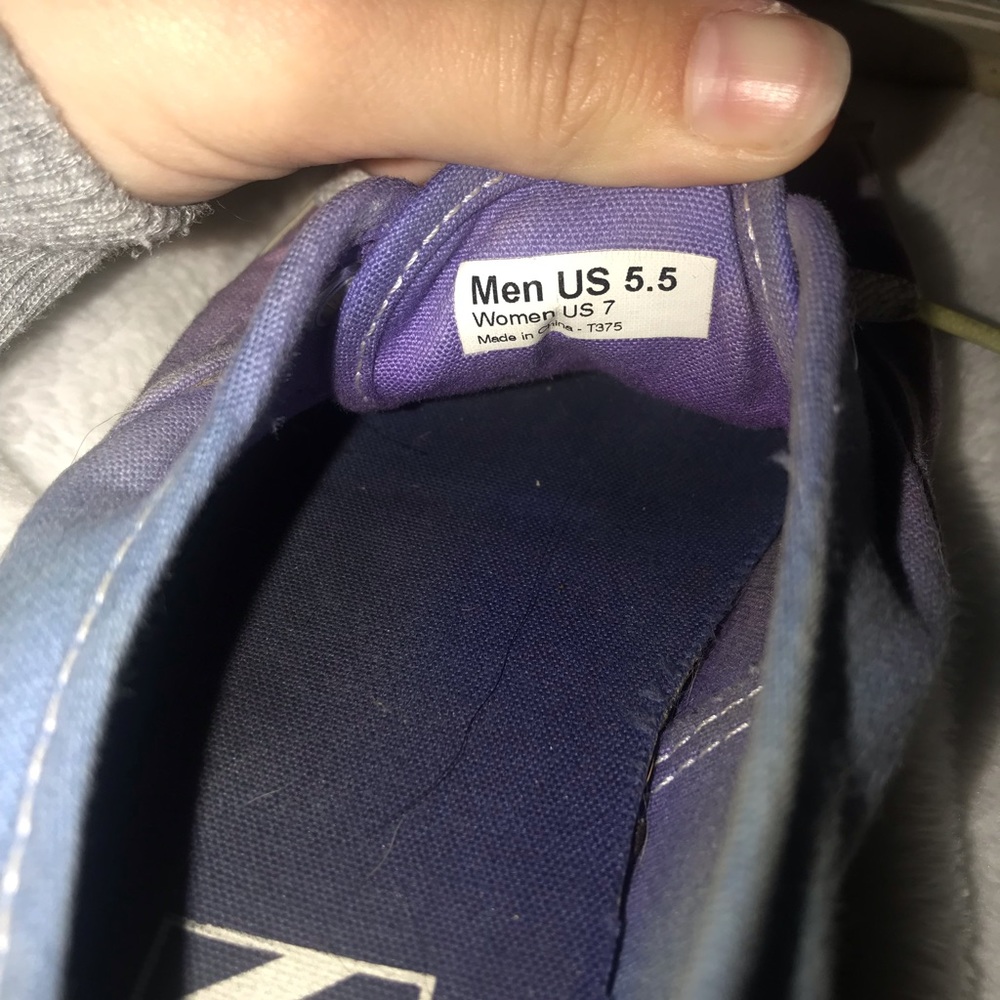 Men US 5.5
Women US 7
Made in China - T375